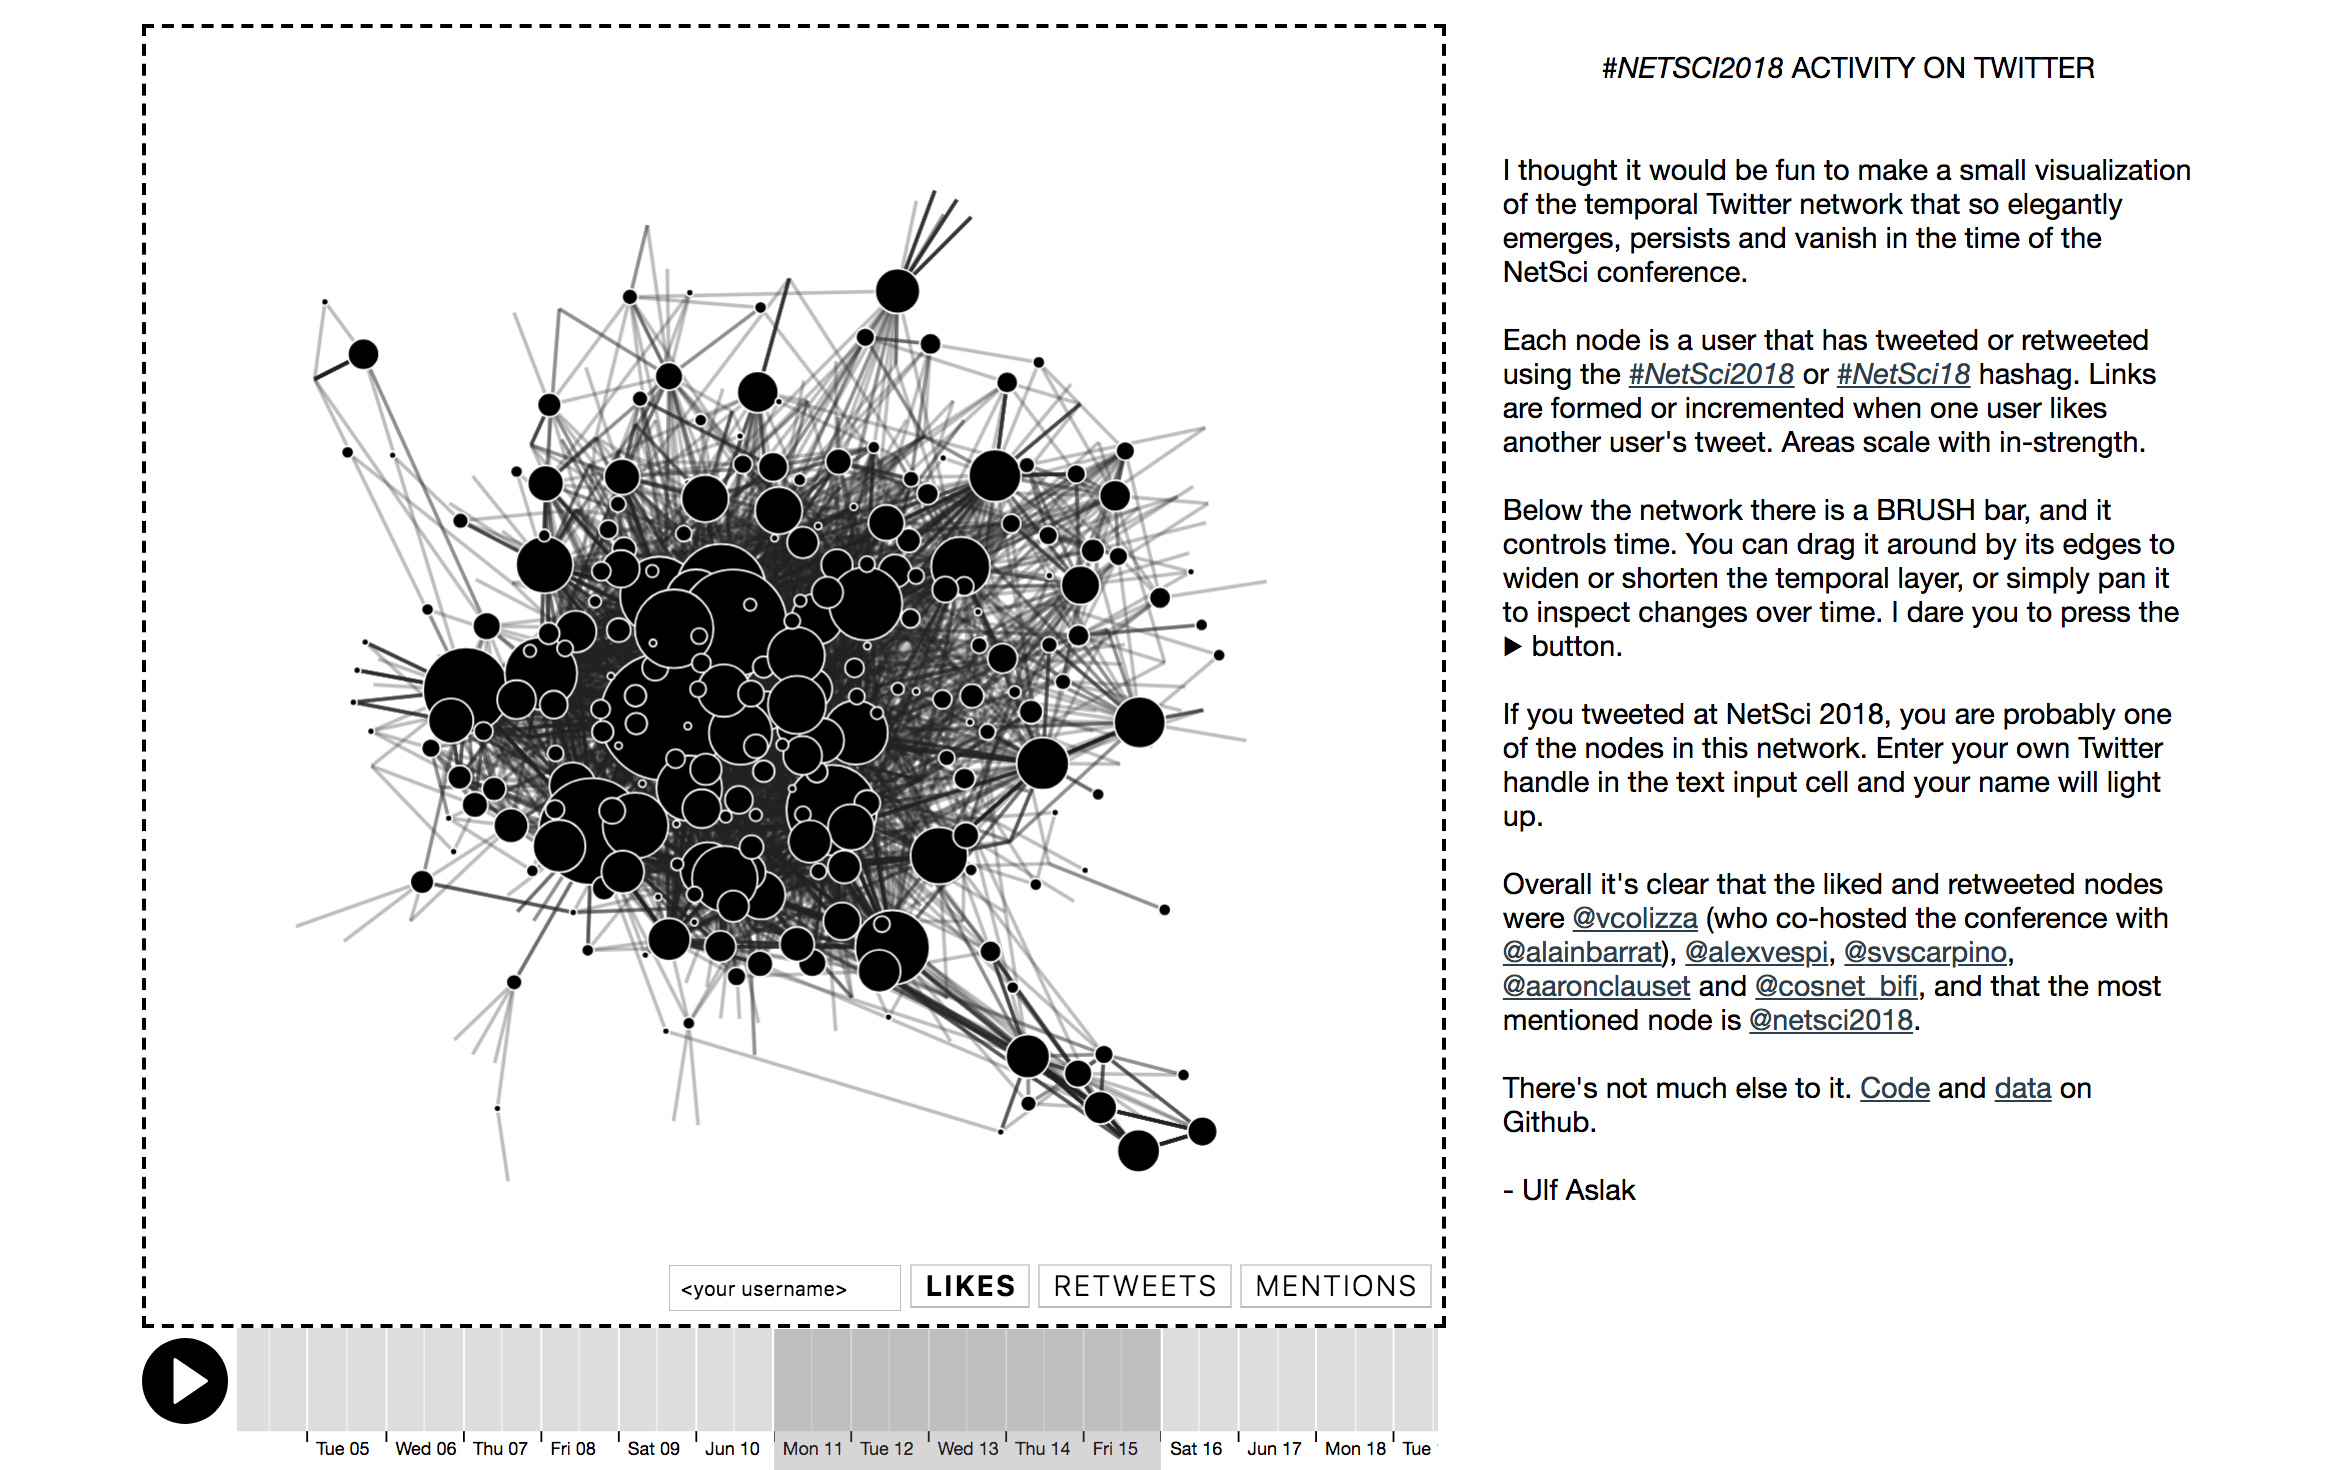 #NETSCI2018 ACTIVITY ON TWITTER
I thought it would be fun to make a small visualization
of the temporal Twitter network that so elegantly
emerges, persists and vanish in the time of the
NetSci conference.
Each node is a user that has tweeted or retweeted
using the #NetSci2018 or #NetSci18 hashag. Links
are formed or incremented when one user likes
another user's tweet. Areas scale with in-strength.
Below the network there is a BRUSH bar, and it
controls time. You can drag it around by its edges to
widen or shorten the temporal layer, or simply pan it
to inspect changes over time. I dare you to press the
▶ button.
If you tweeted at NetSci 2018, you are probably one
of the nodes in this network. Enter your own Twitter
handle in the text input cell and your name will light
up.
Overall it's clear that the liked and retweeted nodes
were @vcolizza (who co-hosted the conference with
@alainbarrat), @alexvespi, @svscarpino,
@aaronclauset and @cosnet_bifi, and that the most
mentioned node is @netsci2018.
There's not much else to it. Code and data on
Github.
- Ulf Aslak
<your username> LIKES RETWEETS MENTIONS
Tue 05 Wed 06 Thu 07 Fri 08 Sat 09 Jun 10 Mon 11 Tue 12 Wed 13 Thu 14 Fri 15 Sat 16 Jun 17 Mon 18 Tue